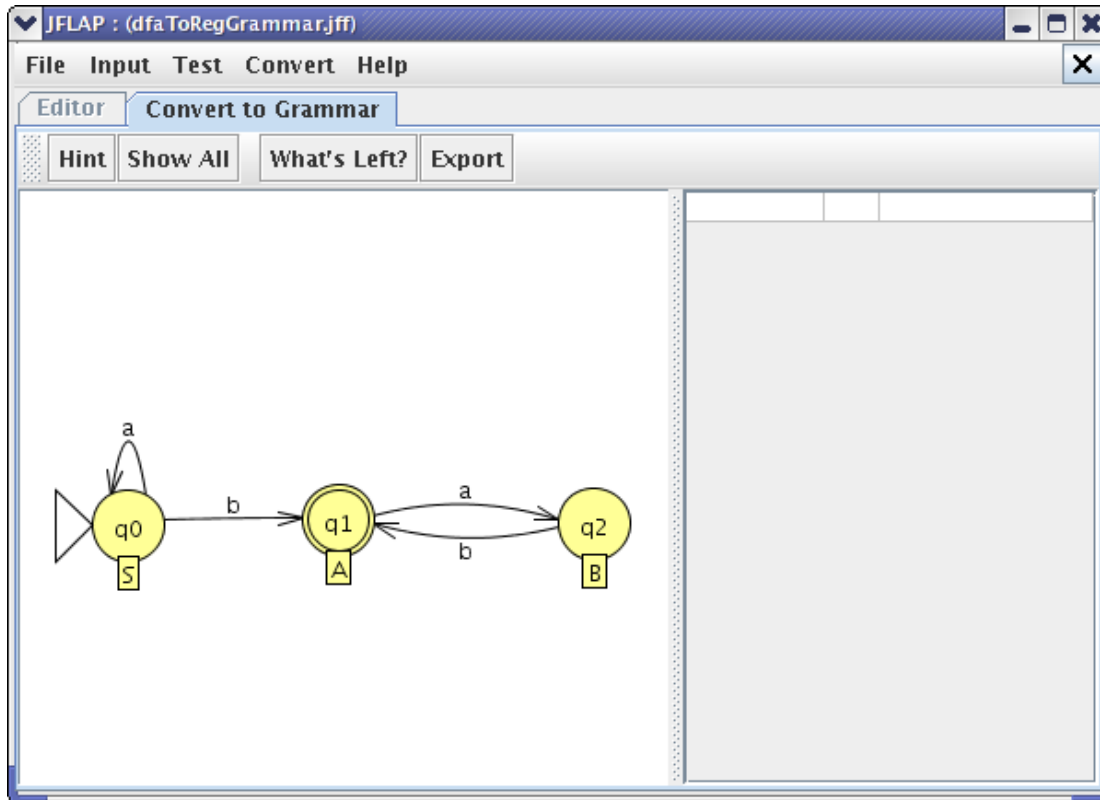 JFLAP : (dfaToRegGrammar.jff)
File Input Test Convert Help
Editor Convert to Grammar
Hint Show All What's Left? Export
a
b
a
q0
q1
q2
b
S
A
B